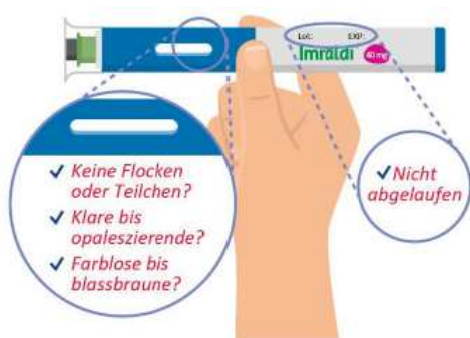 Lot: EXP:
Imraldi 40 mg
✓ Keine Flocken
oder Teilchen?
✓ Klare bis
opaleszierende?
✓ Farblose bis
blassbraune?
✓ Nicht
abgelaufen